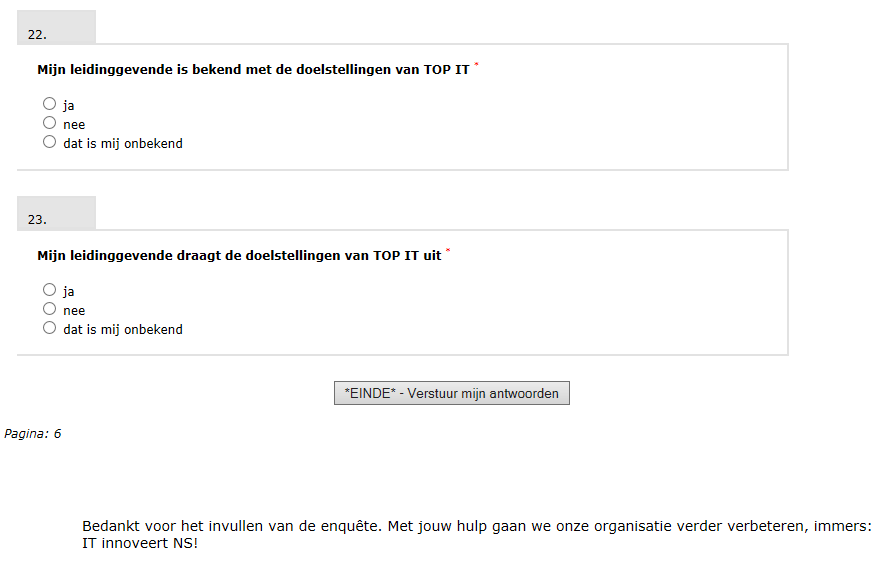 22.
Mijn leidinggevende is bekend met de doelstellingen van TOP IT *
ja
nee
dat is mij onbekend
23.
Mijn leidinggevende draagt de doelstellingen van TOP IT uit *
ja
nee
dat is mij onbekend
*EINDE* - Verstuur mijn antwoorden
Pagina: 6
Bedankt voor het invullen van de enquête. Met jouw hulp gaan we onze organisatie verder verbeteren, immers:
IT innoveert NS!